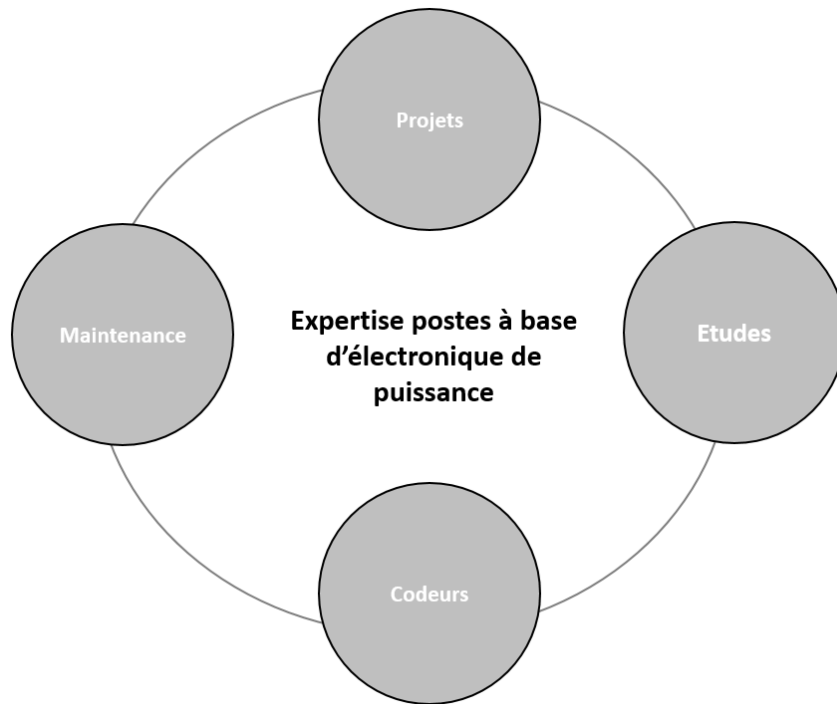 Projets
Maintenance
Expertise postes à base
d’électronique de
puissance
Etudes
Codeurs